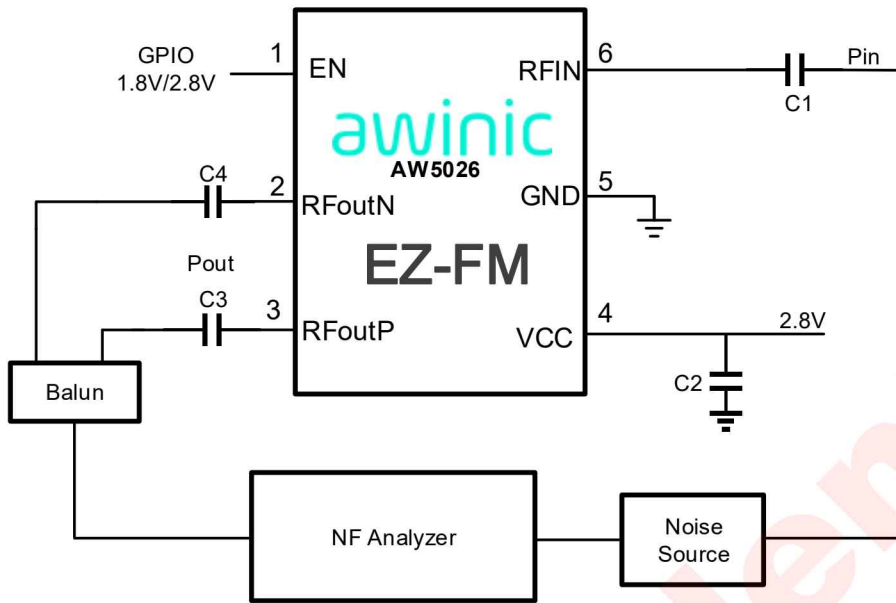 GPIO
1.8V/2.8V
1
EN
RFIN
6
C1
Pin
awinic
AW5026
C4
2
RFoutN
GND
5
Pout
EZ-FM
C3
3
RFoutP
VCC
4
2.8V
C2
Balun
NF Analyzer
Noise
Source